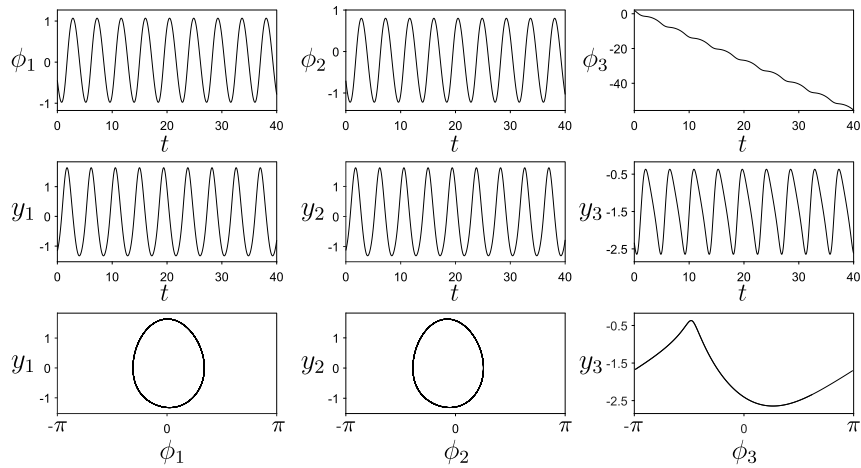 1 0 -1 ϕ₁ 0 10 20 30 40 t
1 0 -1 ϕ₂ 0 10 20 30 40 t
0 -20 -40 ϕ₃ 0 10 20 30 40 t
1 0 -1 y₁ 0 10 20 30 40 t
1 0 -1 y₂ 0 10 20 30 40 t
-0.5 -1.5 -2.5 y₃ 0 10 20 30 40 t
1 0 -1 y₁ -π 0 π ϕ₁
1 0 -1 y₂ -π 0 π ϕ₂
-0.5 -1.5 -2.5 y₃ -π 0 π ϕ₃